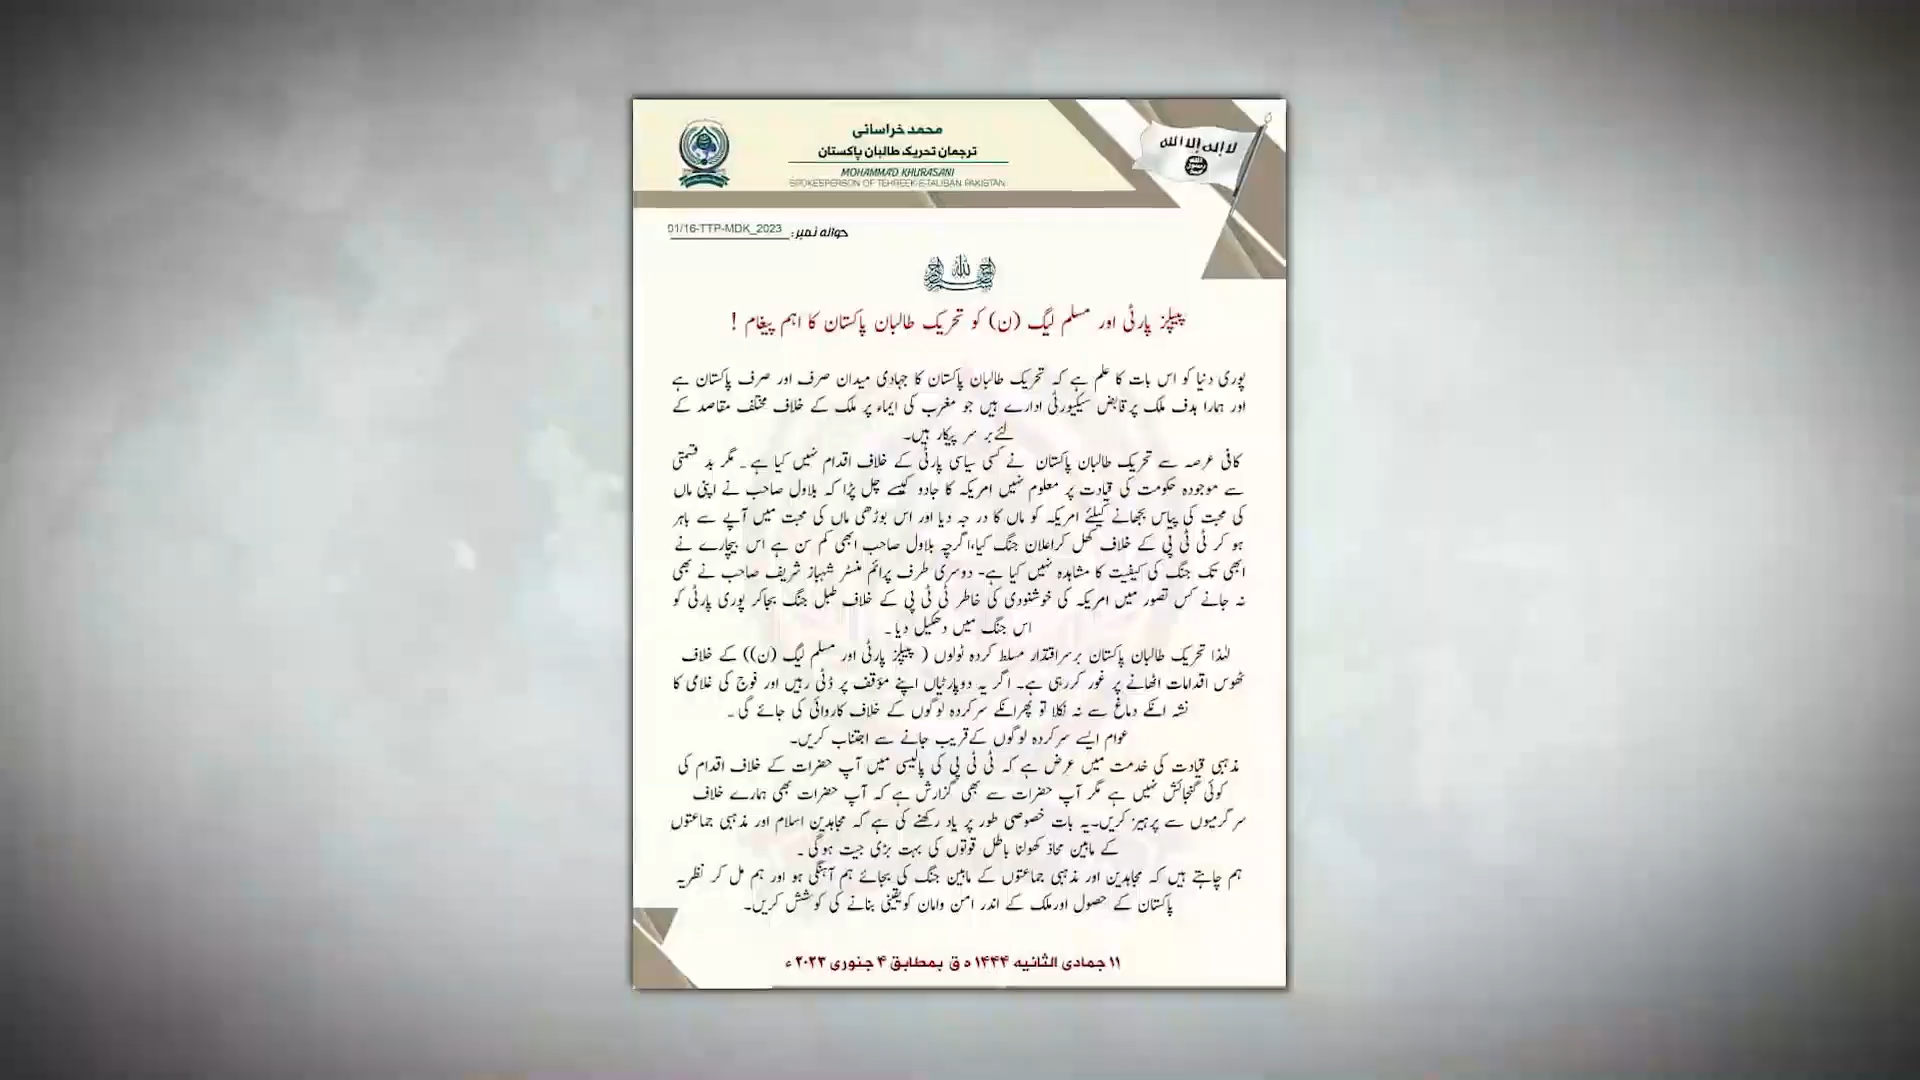 محمد خراسانی
ترجمان تحریک طالبان پاکستان
MOHAMMAD KHURASANI
SPOKESPERSON OF TEHREEK-E-TALIBAN PAKISTAN
لا إله إلا الله
الله رسول محمد
حوالہ نمبر: 01/16-TTP-MDK_2023
پیپلز پارٹی اور مسلم لیگ (ن) کو تحریک طالبان پاکستان کا اہم پیغام !
پوری دنیا کو اس بات کا علم ہے کہ تحریک طالبان پاکستان کا جہادی میدان صرف اور صرف پاکستان ہے
اور ہمارا ہدف ملک پر قابض سیکیورٹی ادارے ہیں جو مغرب کی ایماء پر ملک کے خلاف مختلف مقاصد کے
لئے بر سر پیکار ہیں۔
کافی عرصہ سے تحریک طالبان پاکستان نے کسی سیاسی پارٹی کے خلاف اقدام نہیں کیا ہے ۔ مگر بد قسمتی
سے موجودہ حکومت کی قیادت پر معلوم نہیں امریکہ کا جادو کیسے چل پڑا کہ بلاول صاحب نے اپنی ماں
کی محبت کی پیاس بجھانے کیلئے امریکہ کو ماں کا در جہ دیا اور اس بوڑھی ماں کی محبت میں آپے سے باہر
ہو کر ٹی ٹی پی کے خلاف کھل کر اعلان جنگ کیا،اگرچہ بلاول صاحب ابھی کم سن ہے اس بیچارے نے
ابھی تک جنگ کی کیفیت کا مشاہدہ نہیں کیا ہے۔ دوسری طرف پرائم منسٹر شہباز شریف صاحب نے بھی
نہ جانے کس تصور میں امریکہ کی خوشنودی کی خاطر ٹی ٹی پی کے خلاف طبل جنگ بجاکر پوری پارٹی کو
اس جنگ میں دھکیل دیا ۔
لہٰذا تحریک طالبان پاکستان برسراقتدار مسلط کردہ ٹولوں ( پیپلز پارٹی اور مسلم لیگ (ن)) کے خلاف
ٹھوس اقدامات اٹھانے پر غور کررہی ہے۔ اگر یہ دوپارٹیاں اپنے مؤقف پر ڈٹی رہیں اور فوج کی غلامی کا
نشہ انکے دماغ سے نہ نکلا تو پھرانکے سرکردہ لوگوں کے خلاف کاروائی کی جائے گی ۔
عوام ایسے سرکردہ لوگوں کے قریب جانے سے اجتناب کریں۔
مذہبی قیادت کی خدمت میں عرض ہے کہ ٹی ٹی پی کی پالیسی میں آپ حضرات کے خلاف اقدام کی
کوئی گنجائش نہیں ہے مگر آپ حضرات سے بھی گزارش ہے کہ آپ حضرات بھی ہمارے خلاف
سرگرمیوں سے پرہیز کریں۔یہ بات خصوصی طور پر یاد رکھنے کی ہے کہ مجاہدین اسلام اور مذہبی جماعتوں
کے مابین محاذ کھولنا باطل قوتوں کی بہت بڑی جیت ہوگی ۔
ہم چاہتے ہیں کہ مجاہدین اور مذہبی جماعتوں کے مابین جنگ کی بجائے ہم آہنگی ہو اور ہم مل کر نظریہ
پاکستان کے حصول اورملک کے اندر امن وامان کویقینی بنانے کی کوشش کریں۔
۱۱ جمادی الثانیہ ۱۴۴۴ ہ ق بمطابق ۴ جنوری ۲۰۲۳ ء